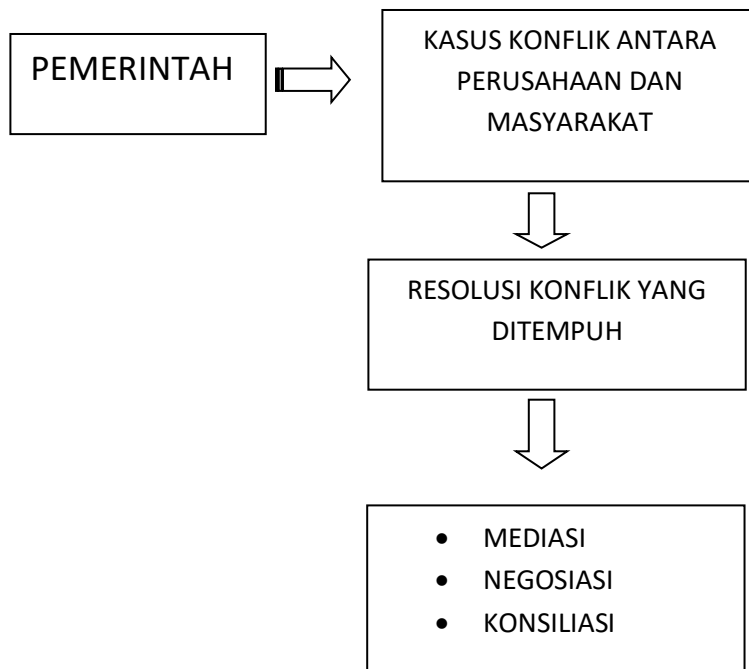 PEMERINTAH
KASUS KONFLIK ANTARA
PERUSAHAAN DAN
MASYARAKAT
RESOLUSI KONFLIK YANG
DITEMPUH
• MEDIASI
• NEGOSIASI
• KONSILIASI